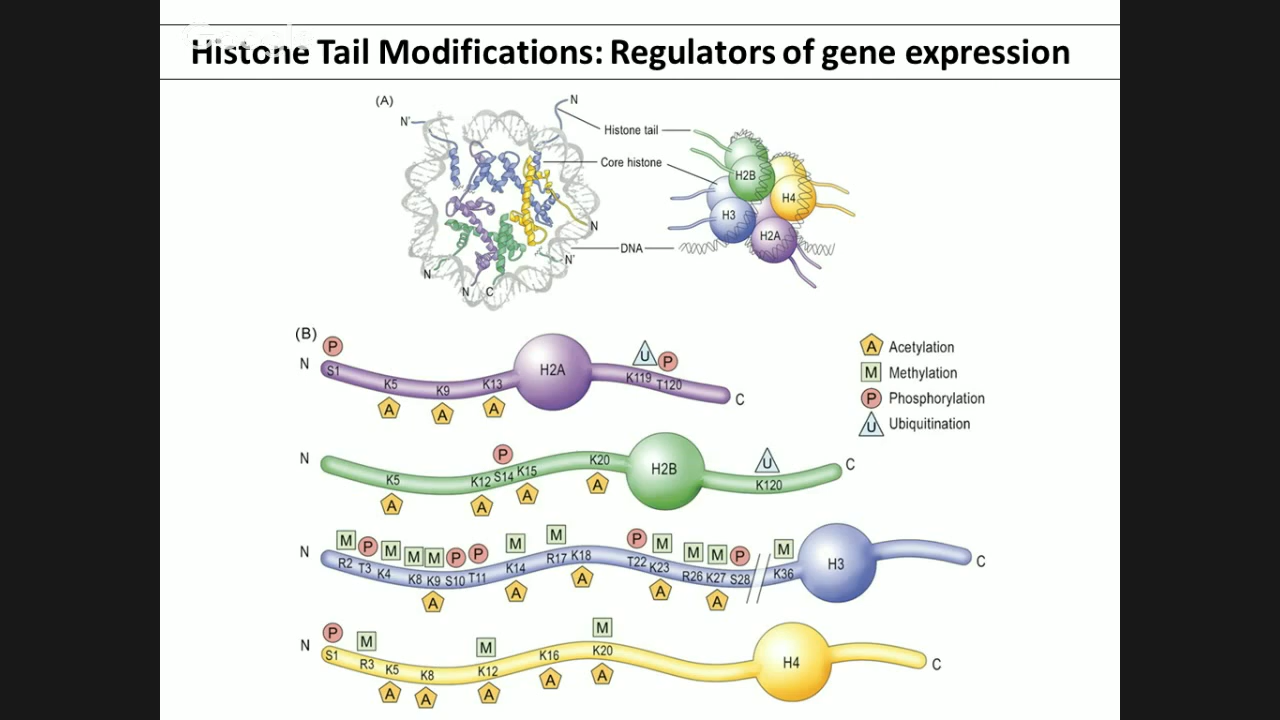 Google
Histone Tail Modifications: Regulators of gene expression
(A)
N'
N
Histone tail
Core histone
DNA
N
N'
N
N
C
H2B
H4
H3
H2A
(B)
P
N
S1
K5
K9
K13
H2A
U
P
K119
T120
C
A
A
A
A Acetylation
M Methylation
P Phosphorylation
U Ubiquitination
N
P
K5
K12
S14
K15
K20
H2B
U
K120
C
A
A
A
A
N
M
P
M
M
M
P
P
M
M
P
M
M
M
P
M
R2
T3
K4
K8
K9
S10
T11
K14
R17
K18
T22
K23
R26
K27
S28
K36
H3
C
A
A
A
A
A
N
P
M
M
M
S1
R3
K5
K8
K12
K16
K20
H4
C
A
A
A
A
A